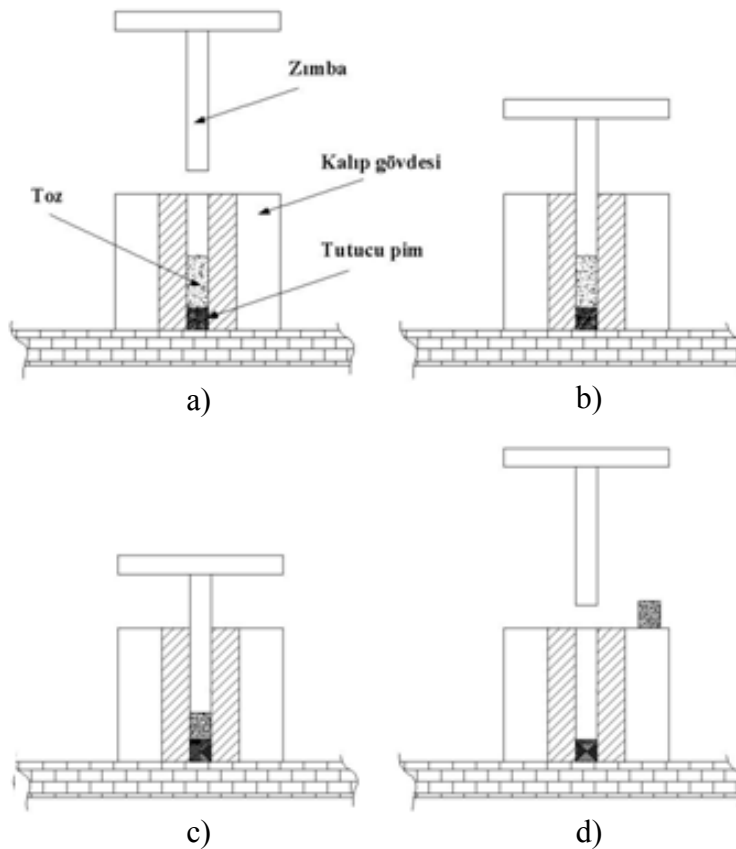 Zımba
Kalıp gövdesi
Toz
Tutucu pim
a)
b)
c)
d)